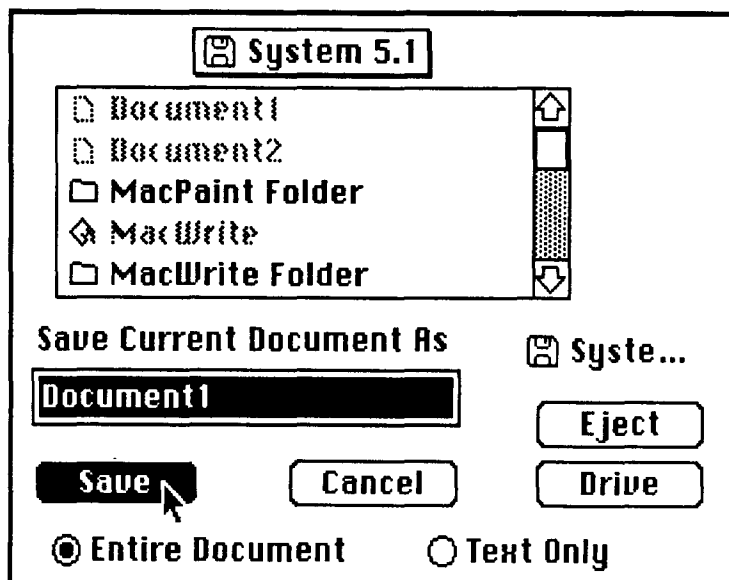 System 5.1
Document1
Document2
MacPaint Folder
MacWrite
MacWrite Folder
Save Current Document As
Syste...
Document1
Eject
Save
Cancel
Drive
Entire Document
Text Only